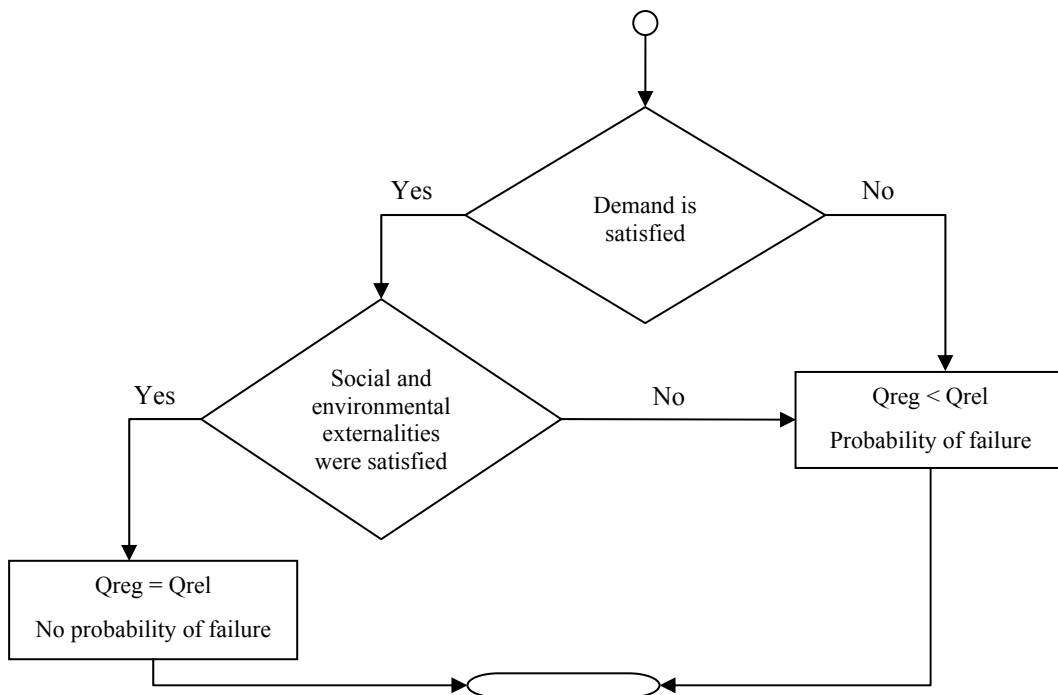 Yes
No
Demand is
satisfied
Yes
No
Social and
environmental
externalities
were satisfied
Qreg < Qrel
Probability of failure
Qreg = Qrel
No probability of failure